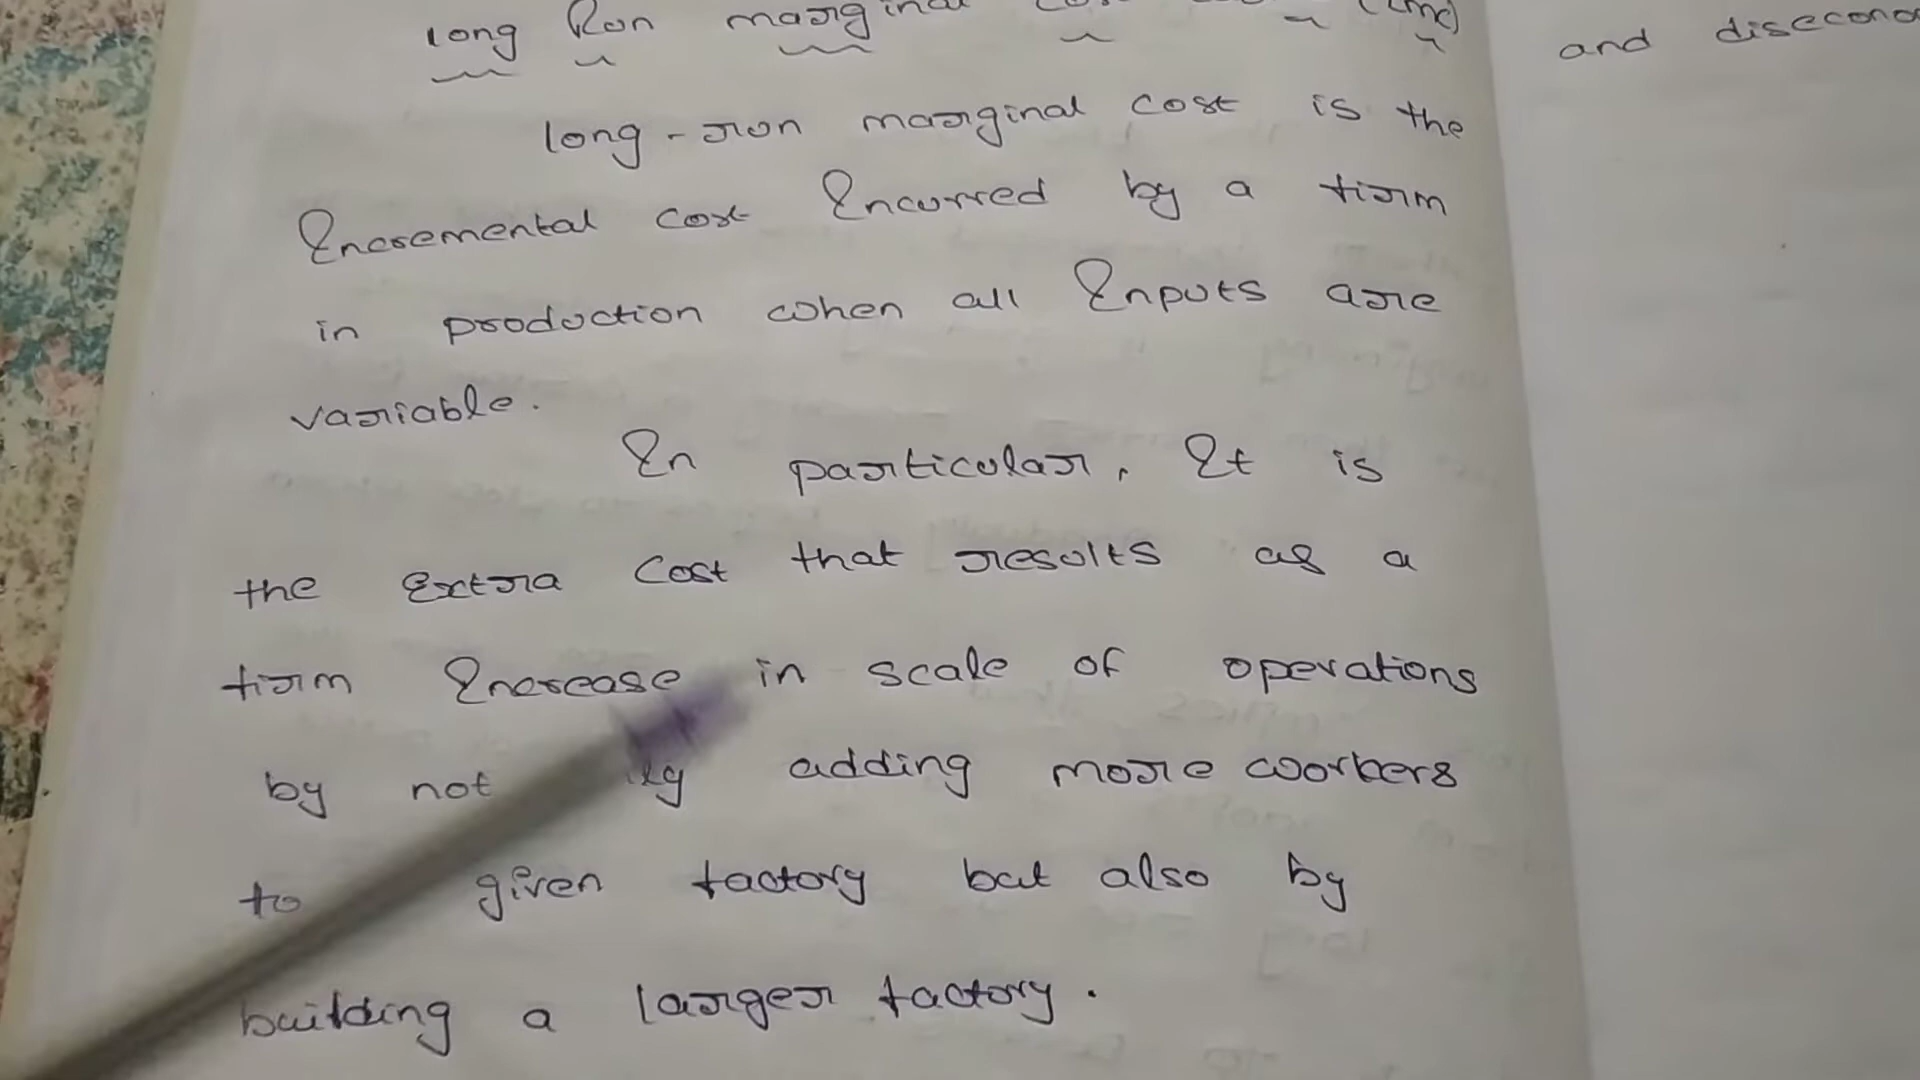 long Run marginal
long-run marginal cost is the
Incremental cost Incurred by a firm
in production when all Inputs are
variable.
In particular, It is
the Extra Cost that results as a
firm Increase in scale of operations
by not adding more workers
to given factory but also by
building a larger factory.
and